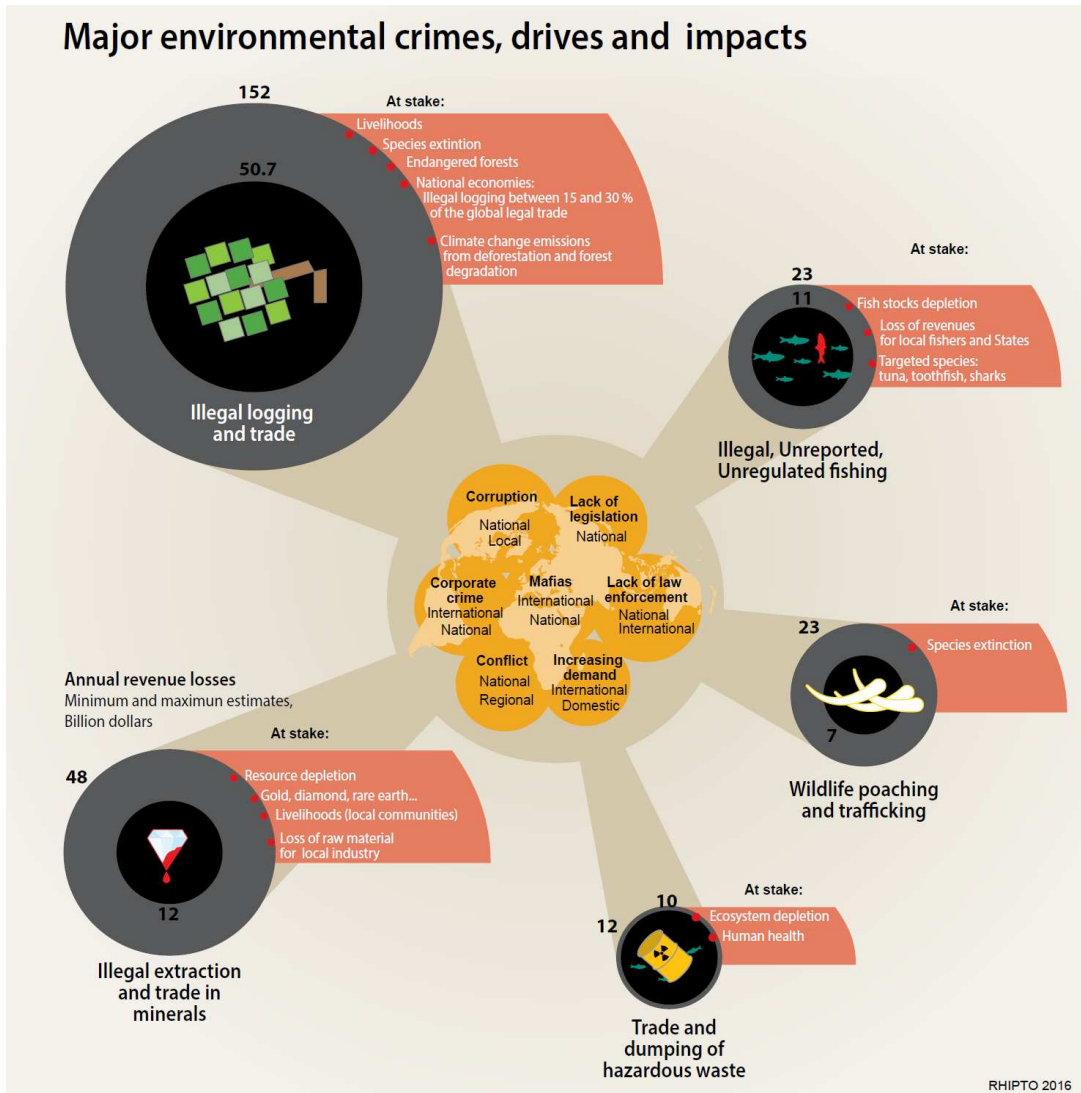 Major environmental crimes, drives and impacts
152
50.7
Illegal logging
and trade
At stake:
Livelihoods
Species extintion
Endangered forests
National economies:
Illegal logging between 15 and 30 %
of the global legal trade
Climate change emissions
from deforestation and forest
degradation
At stake:
23
11
Fish stocks depletion
Loss of revenues
for local fishers and States
Targeted species:
tuna, toothfish, sharks
Illegal, Unreported,
Unregulated fishing
Corruption
National
Local
Lack of
legislation
National
Corporate
crime
International
National
Mafias
International
National
Lack of law
enforcement
National
International
Conflict
National
Regional
Increasing
demand
International
Domestic
At stake:
23
7
Species extinction
Wildlife poaching
and trafficking
Annual revenue losses
Minimum and maximun estimates,
Billion dollars
At stake:
48
12
Resource depletion
Gold, diamond, rare earth...
Livelihoods (local communities)
Loss of raw material
for local industry
Illegal extraction
and trade in
minerals
At stake:
10
12
Ecosystem depletion
Human health
Trade and
dumping of
hazardous waste
RHIPTO 2016